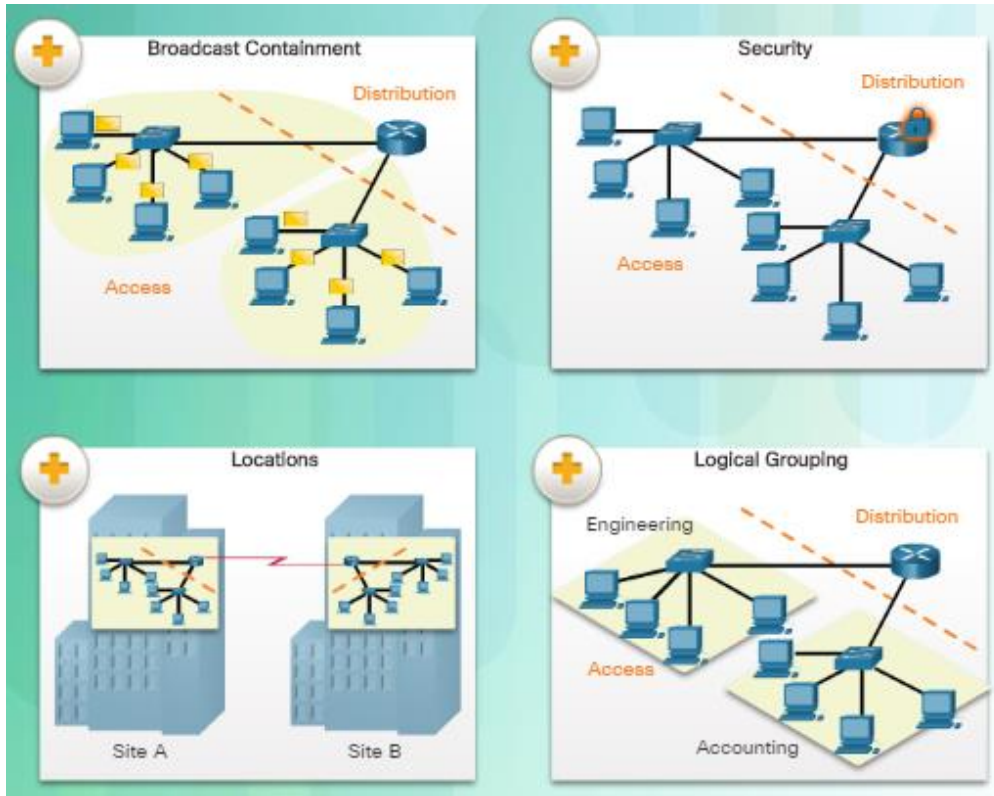 Broadcast Containment
Distribution
Access
Security
Distribution
Access
Locations
Site A
Site B
Logical Grouping
Engineering
Distribution
Access
Accounting